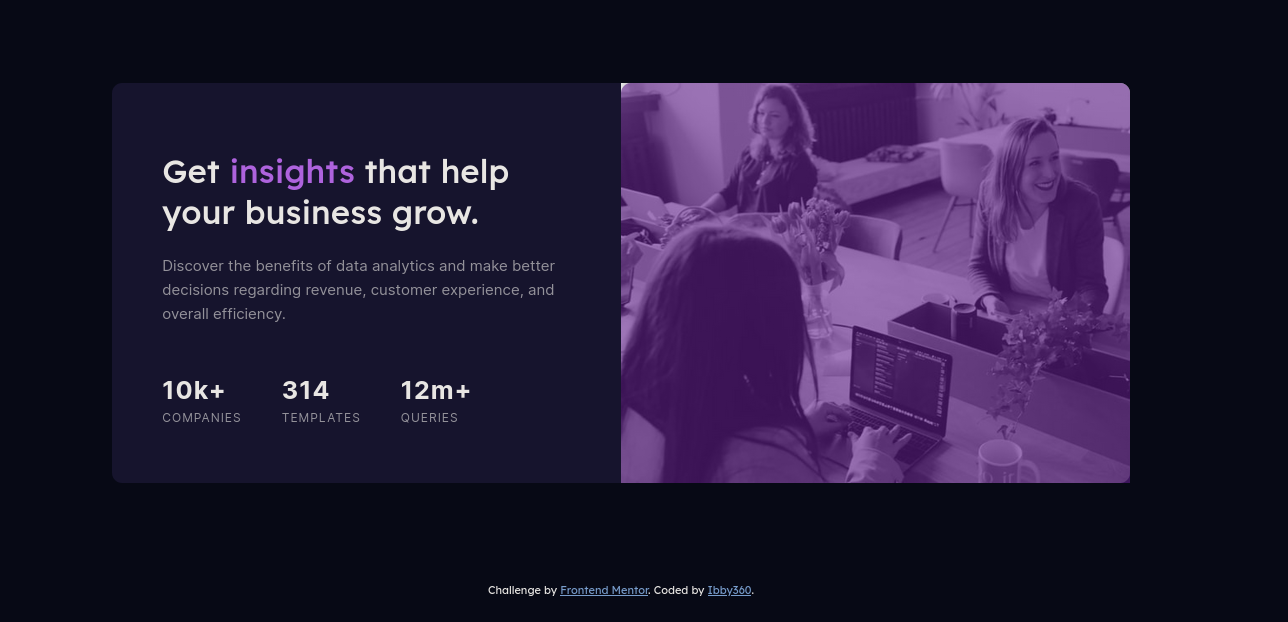 Get insights that help
your business grow.
Discover the benefits of data analytics and make better
decisions regarding revenue, customer experience, and
overall efficiency.
10k+ 314 12m+
COMPANIES TEMPLATES QUERIES
Challenge by Frontend Mentor. Coded by Ibby360.